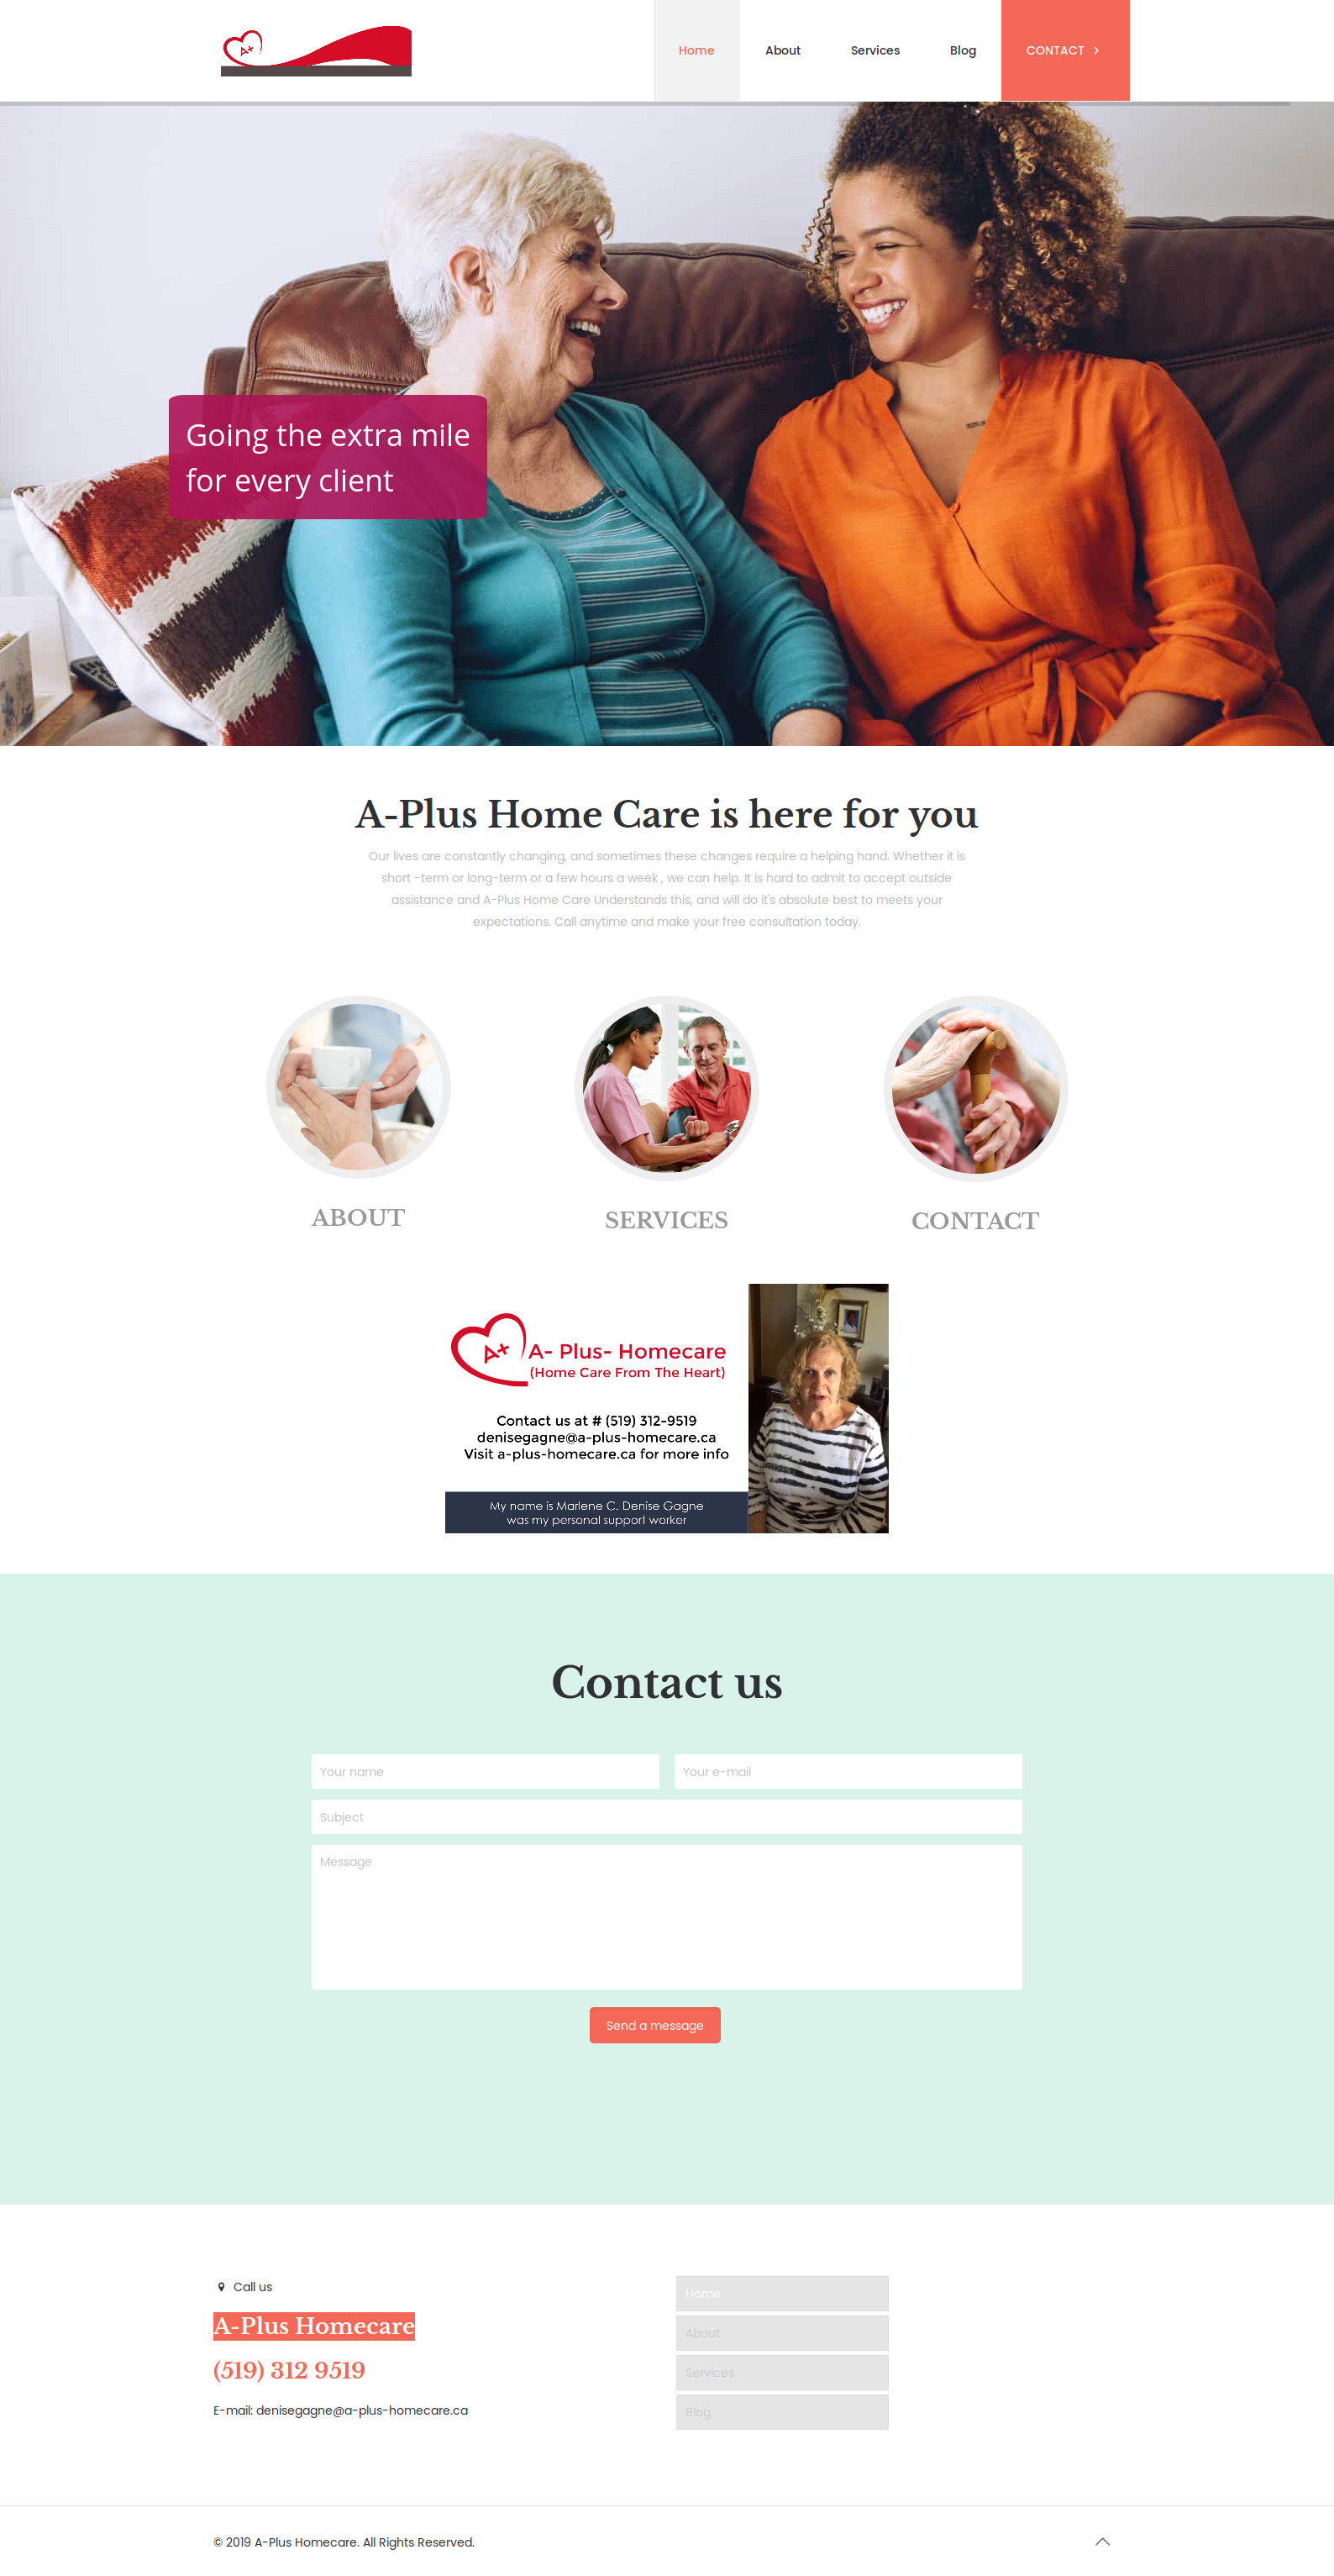 A+
Home
About
Services
Blog
CONTACT
Going the extra mile
for every client
A-Plus Home Care is here for you
Our lives are constantly changing, and sometimes these changes require a helping hand. Whether it is
short -term or long-term or a few hours a week , we can help. It is hard to admit to accept outside
assistance and A-Plus Home Care Understands this, and will do it's absolute best to meets your
expectations. Call anytime and make your free consultation today.
ABOUT
SERVICES
CONTACT
A+
A- Plus- Homecare
(Home Care From The Heart)
Contact us at # (519) 312-9519
denisegagne@a-plus-homecare.ca
Visit a-plus-homecare.ca for more info
My name is Marlene C. Denise Gagne
was my personal support worker
Contact us
Your name
Your e-mail
Subject
Message
Send a message
Call us
A-Plus Homecare
(519) 312 9519
E-mail: denisegagne@a-plus-homecare.ca
Home
About
Services
Blog
© 2019 A-Plus Homecare. All Rights Reserved.